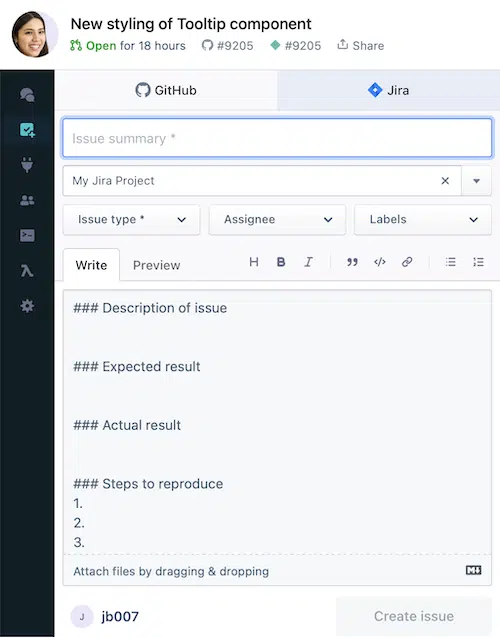 New styling of Tooltip component
Open for 18 hours #9205 #9205 Share
GitHub Jira
Issue summary *
My Jira Project
Issue type * Assignee Labels
Write Preview H B I
### Description of issue
### Expected result
### Actual result
### Steps to reproduce
1.
2.
3.
Attach files by dragging & dropping M
J jb007 Create issue